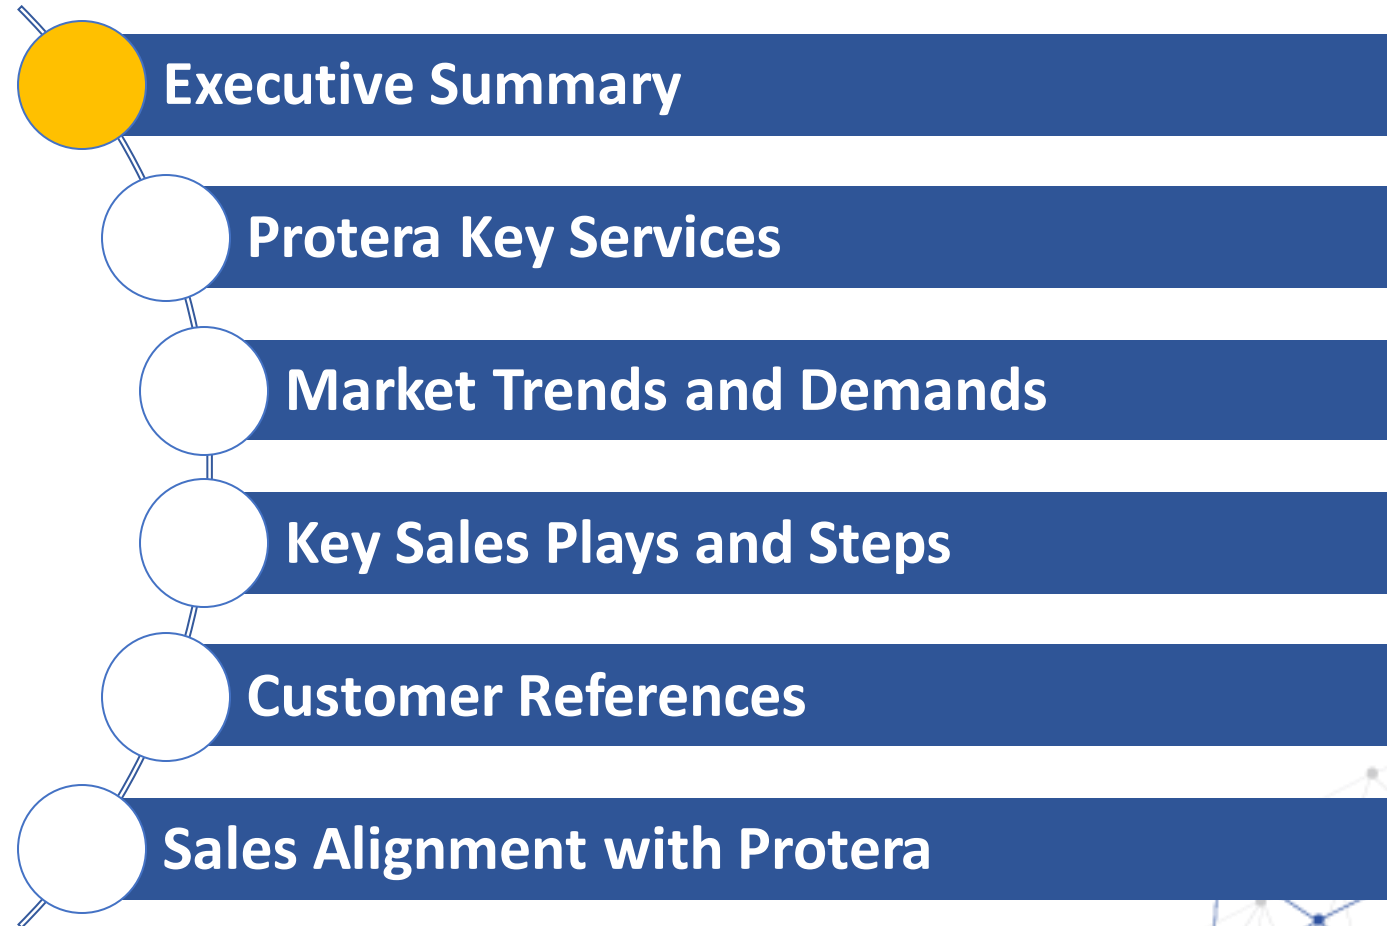 Executive Summary
Protera Key Services
Market Trends and Demands
Key Sales Plays and Steps
Customer References
Sales Alignment with Protera